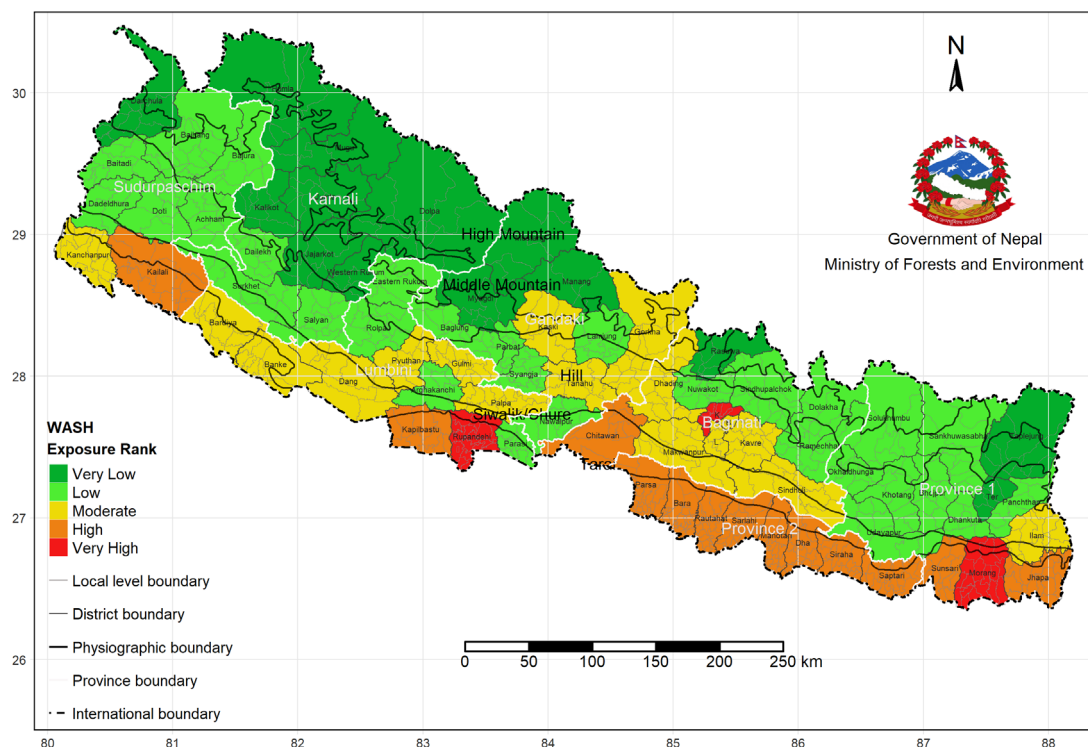 N
30
29
28
27
26
Government of Nepal
Ministry of Forests and Environment
Darchula
Humla
Bajhang
Bajura
Mugu
Baitadi
Sudurpaschim
Karnali
Dadeldhura
Doti
Achham
Kalikot
Dolpa
High Mountain
Kanchanpur
Kailali
Dailekh
Jajarkot
Western Rukum
Eastern Rukum
Middle Mountain
Manang
Surkhet
Myagdi
Bardiya
Salyan
Rolpa
Baglung
Parbat
Gandaki
Kaski
Lamjung
Gorkha
Rasuwa
Banke
Dang
Pyuthan
Gulmi
Lumbini
Syangja
Hill
Tanahu
Dhading
Nuwakot
Sindhupalchok
Dolakha
Solukhumbu
Arghakanchi
Palpa
Siwalik/Chure
Nawalpur
Kapilbastu
Rupandehi
Parasi
Chitawan
Tarai
Bagmati
Kavre
Makwanpur
Ramechhap
Sankhuwasabha
Taplejung
Okhaldhunga
Khotang
Province 1
Ter
Panchthar
Sindhuli
Parsa
Bara
Rautahat
Sarlahi
Province 2
Dha
Siraha
Saptari
Udayapur
Dhankuta
Ilam
Sunsari
Morang
Jhapa
WASH
Exposure Rank
Very Low
Low
Moderate
High
Very High
Local level boundary
District boundary
Physiographic boundary
Province boundary
International boundary
0 50 100 150 200 250 km
80 81 82 83 84 85 86 87 88